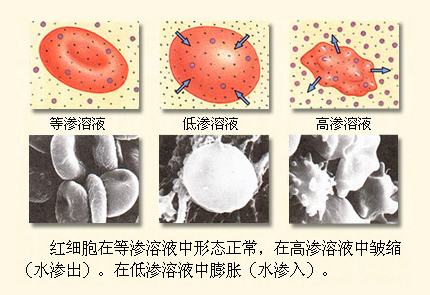 等渗溶液 低渗溶液 高渗溶液
红细胞在等渗溶液中形态正常，在高渗溶液中皱缩
（水渗出）。在低渗溶液中膨胀（水渗入）。